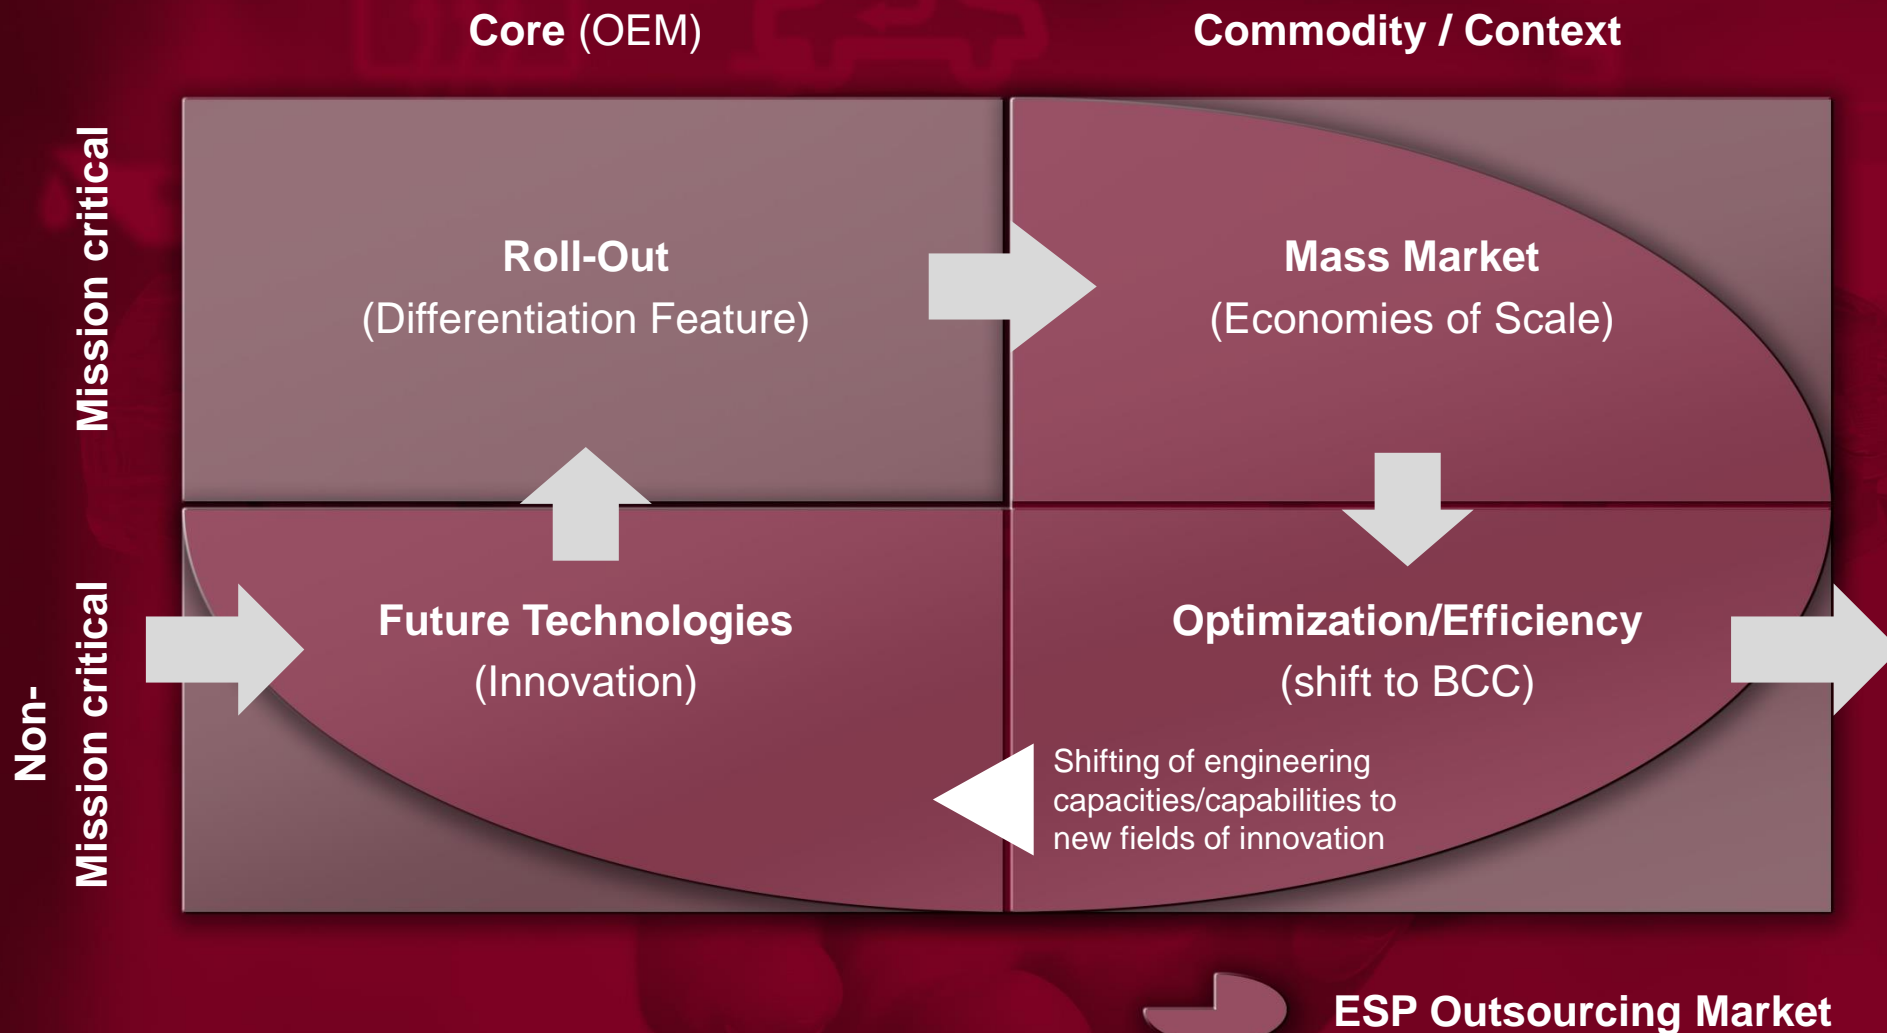 Core (OEM)
Commodity / Context
Mission critical
Roll-Out
(Differentiation Feature)
Mass Market
(Economies of Scale)
Non-
Mission critical
Future Technologies
(Innovation)
Optimization/Efficiency
(shift to BCC)
Shifting of engineering
capacities/capabilities to
new fields of innovation
ESP Outsourcing Market